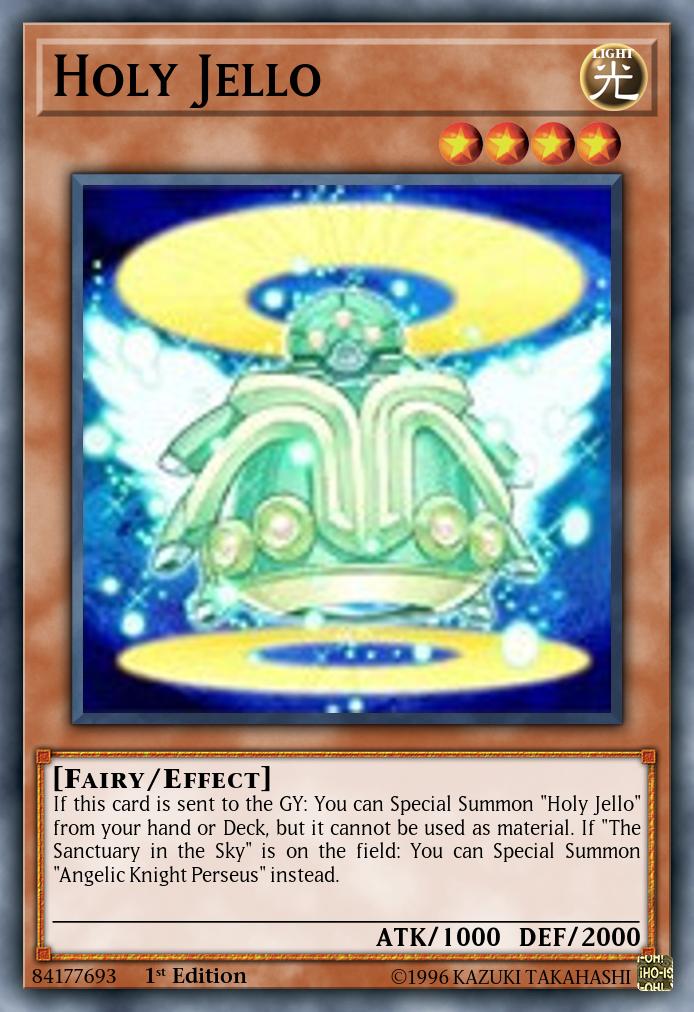 Holy Jello
LIGHT
光
[Fairy/Effect]
If this card is sent to the GY: You can Special Summon "Holy Jello"
from your hand or Deck, but it cannot be used as material. If "The
Sanctuary in the Sky" is on the field: You can Special Summon
"Angelic Knight Perseus" instead.
ATK/1000 DEF/2000
84177693 1st Edition ©1996 KAZUKI TAKAHASHI